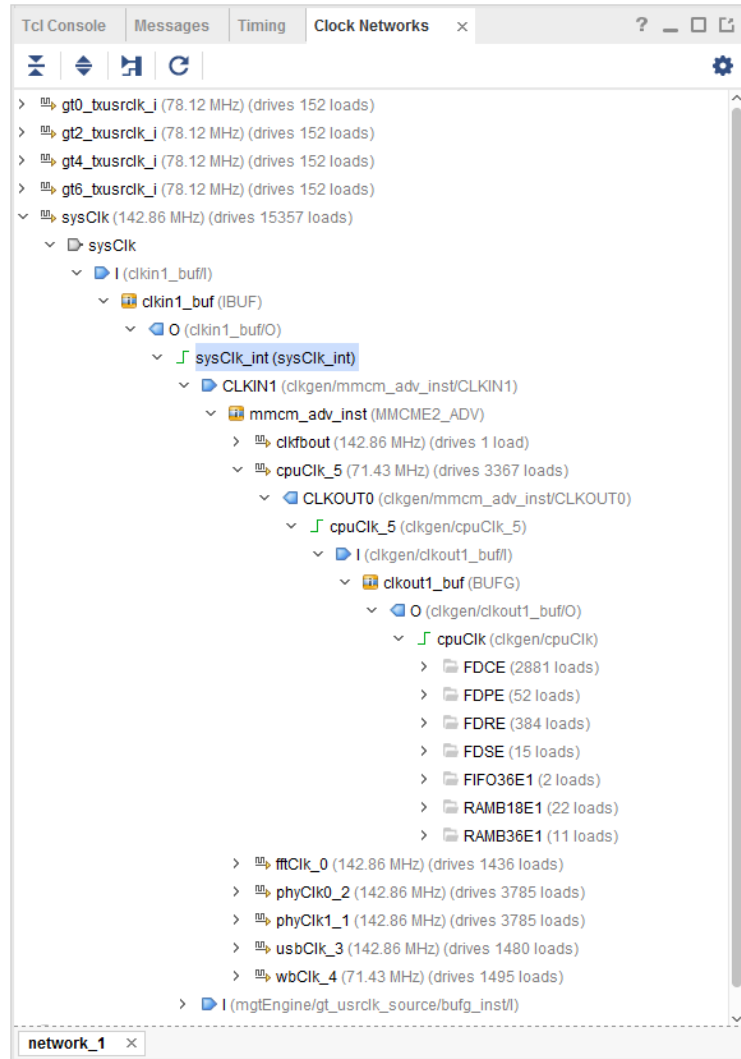 Tcl Console Messages Timing Clock Networks × ?
gt0_txusrclk_i (78.12 MHz) (drives 152 loads)
gt2_txusrclk_i (78.12 MHz) (drives 152 loads)
gt4_txusrclk_i (78.12 MHz) (drives 152 loads)
gt6_txusrclk_i (78.12 MHz) (drives 152 loads)
sysClk (142.86 MHz) (drives 15357 loads)
sysClk
I (clkin1_buf/I)
clkin1_buf (IBUF)
O (clkin1_buf/O)
sysClk_int (sysClk_int)
CLKIN1 (clkgen/mmcm_adv_inst/CLKIN1)
mmcm_adv_inst (MMCME2_ADV)
clkfbout (142.86 MHz) (drives 1 load)
cpuClk_5 (71.43 MHz) (drives 3367 loads)
CLKOUT0 (clkgen/mmcm_adv_inst/CLKOUT0)
cpuClk_5 (clkgen/cpuClk_5)
I (clkgen/clkout1_buf/I)
clkout1_buf (BUFG)
O (clkgen/clkout1_buf/O)
cpuClk (clkgen/cpuClk)
FDCE (2881 loads)
FDPE (52 loads)
FDRE (384 loads)
FDSE (15 loads)
FIFO36E1 (2 loads)
RAMB18E1 (22 loads)
RAMB36E1 (11 loads)
fftClk_0 (142.86 MHz) (drives 1436 loads)
phyClk0_2 (142.86 MHz) (drives 3785 loads)
phyClk1_1 (142.86 MHz) (drives 3785 loads)
usbClk_3 (142.86 MHz) (drives 1480 loads)
wbClk_4 (71.43 MHz) (drives 1495 loads)
I (mgtEngine/gt_usrclk_source/bufg_inst/I)
network_1 ×